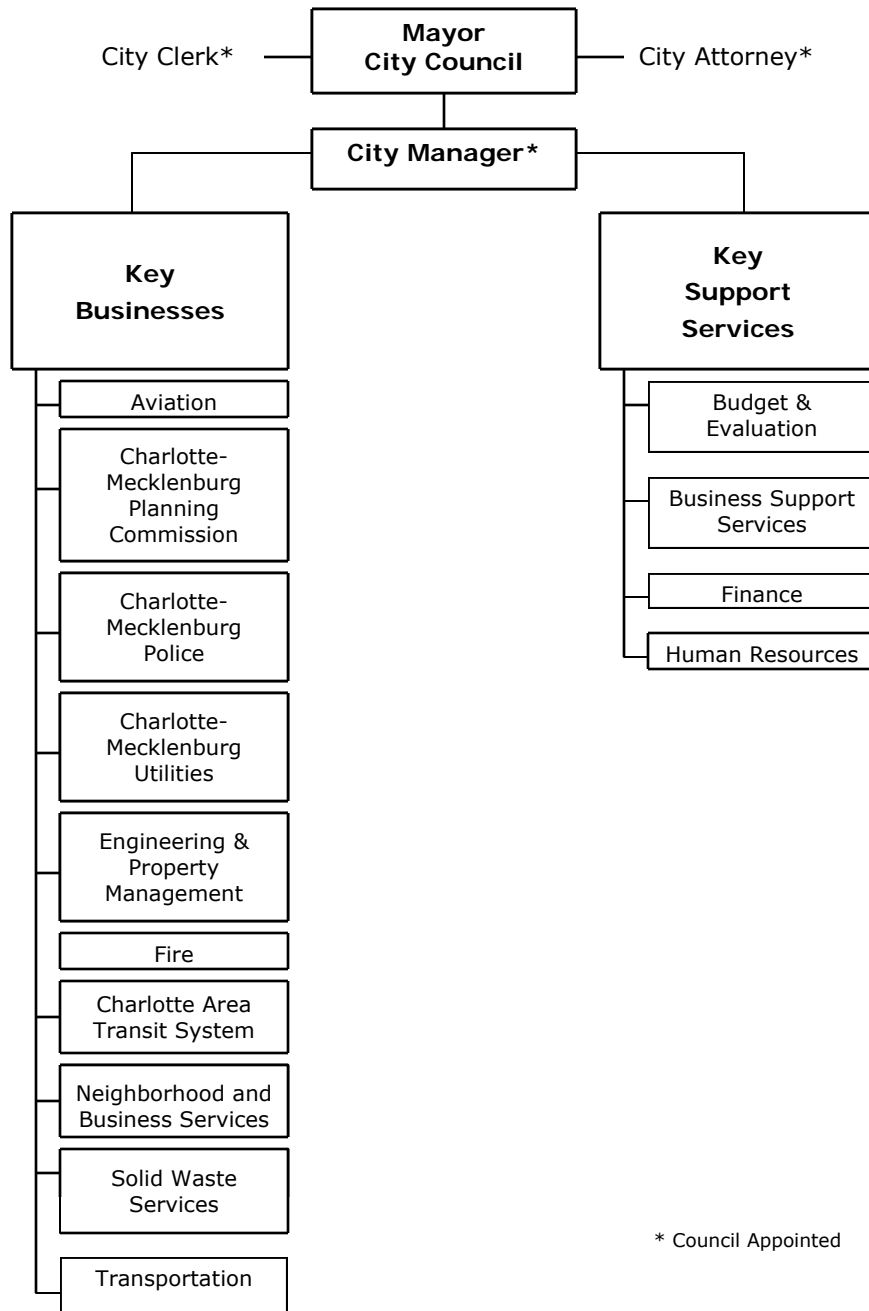 Mayor
City Council
City Clerk*
City Attorney*
City Manager*
Key
Businesses
Aviation
Charlotte-
Mecklenburg
Planning
Commission
Charlotte-
Mecklenburg
Police
Charlotte-
Mecklenburg
Utilities
Engineering &
Property
Management
Fire
Charlotte Area
Transit System
Neighborhood and
Business Services
Solid Waste
Services
Transportation
Key
Support
Services
Budget &
Evaluation
Business Support
Services
Finance
Human Resources
* Council Appointed